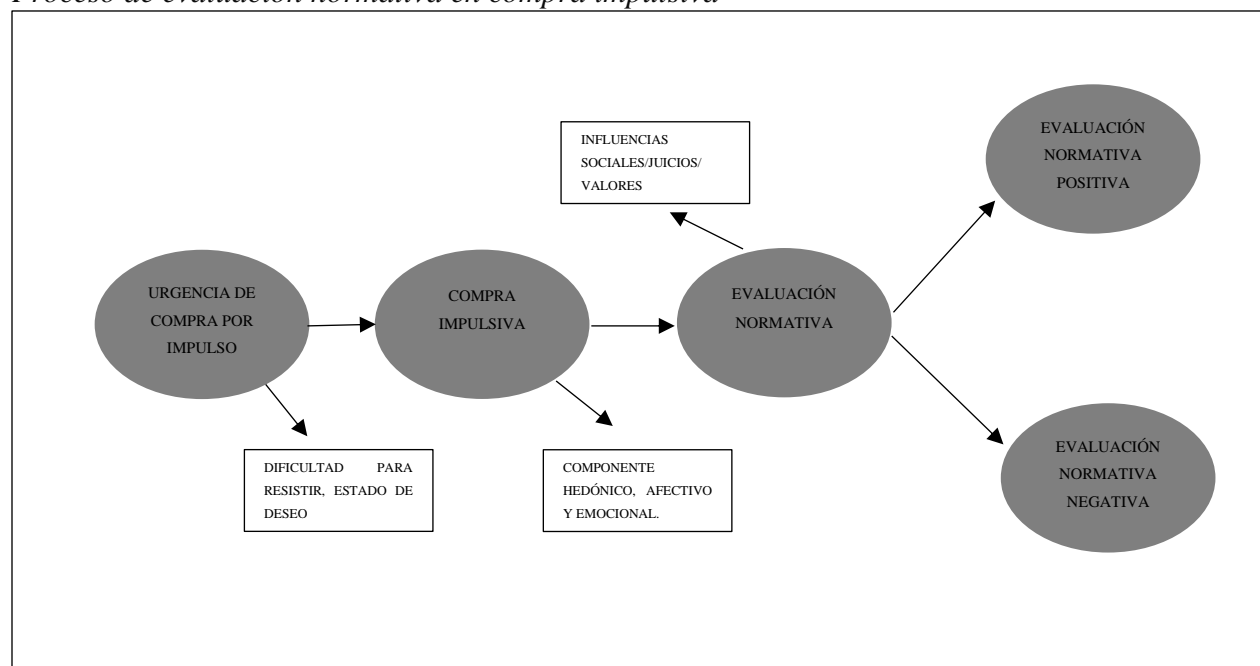 Proceso de evaluación normativa en compra impulsiva
INFLUENCIAS
SOCIALES/JUICIOS/
VALORES
EVALUACIÓN
NORMATIVA
POSITIVA
URGENCIA DE
COMPRA POR
IMPULSO
COMPRA
IMPULSIVA
EVALUACIÓN
NORMATIVA
DIFICULTAD PARA
RESISTIR, ESTADO DE
DESEO
COMPONENTE
HEDÓNICO, AFECTIVO
Y EMOCIONAL.
EVALUACIÓN
NORMATIVA
NEGATIVA